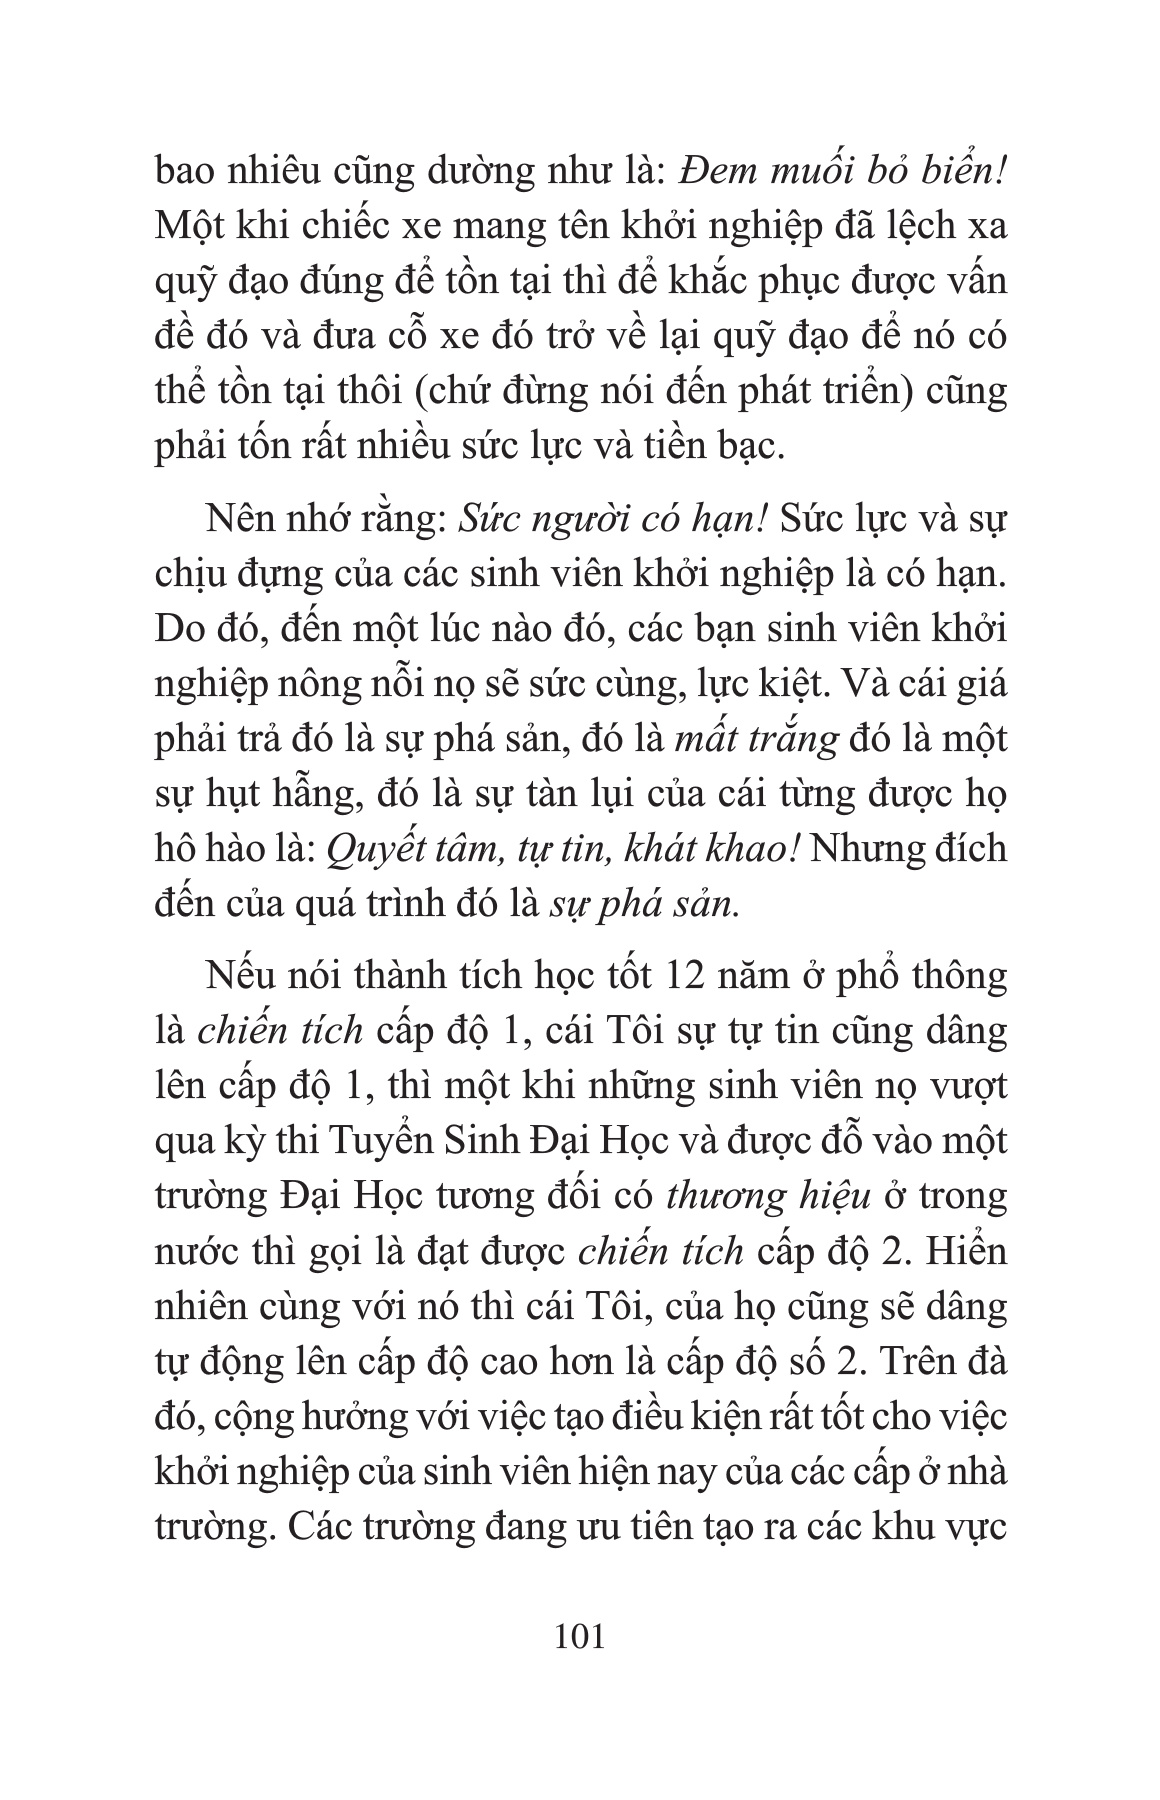 bao nhiêu cũng dường như là: Đem muối bỏ biển!
Một khi chiếc xe mang tên khởi nghiệp đã lệch xa
quỹ đạo đúng để tồn tại thì để khắc phục được vấn
đề đó và đưa cỗ xe đó trở về lại quỹ đạo để nó có
thể tồn tại thôi (chứ đừng nói đến phát triển) cũng
phải tốn rất nhiều sức lực và tiền bạc.
Nên nhớ rằng: Sức người có hạn! Sức lực và sự
chịu đựng của các sinh viên khởi nghiệp là có hạn.
Do đó, đến một lúc nào đó, các bạn sinh viên khởi
nghiệp nông nỗi nọ sẽ sức cùng, lực kiệt. Và cái giá
phải trả đó là sự phá sản, đó là mất trắng đó là một
sự hụt hẫng, đó là sự tàn lụi của cái từng được họ
hô hào là: Quyết tâm, tự tin, khát khao! Nhưng đích
đến của quá trình đó là sự phá sản.
Nếu nói thành tích học tốt 12 năm ở phổ thông
là chiến tích cấp độ 1, cái Tôi sự tự tin cũng dâng
lên cấp độ 1, thì một khi những sinh viên nọ vượt
qua kỳ thi Tuyển Sinh Đại Học và được đỗ vào một
trường Đại Học tương đối có thương hiệu ở trong
nước thì gọi là đạt được chiến tích cấp độ 2. Hiển
nhiên cùng với nó thì cái Tôi, của họ cũng sẽ dâng
tự động lên cấp độ cao hơn là cấp độ số 2. Trên đà
đó, cộng hưởng với việc tạo điều kiện rất tốt cho việc
khởi nghiệp của sinh viên hiện nay của các cấp ở nhà
trường. Các trường đang ưu tiên tạo ra các khu vực
101